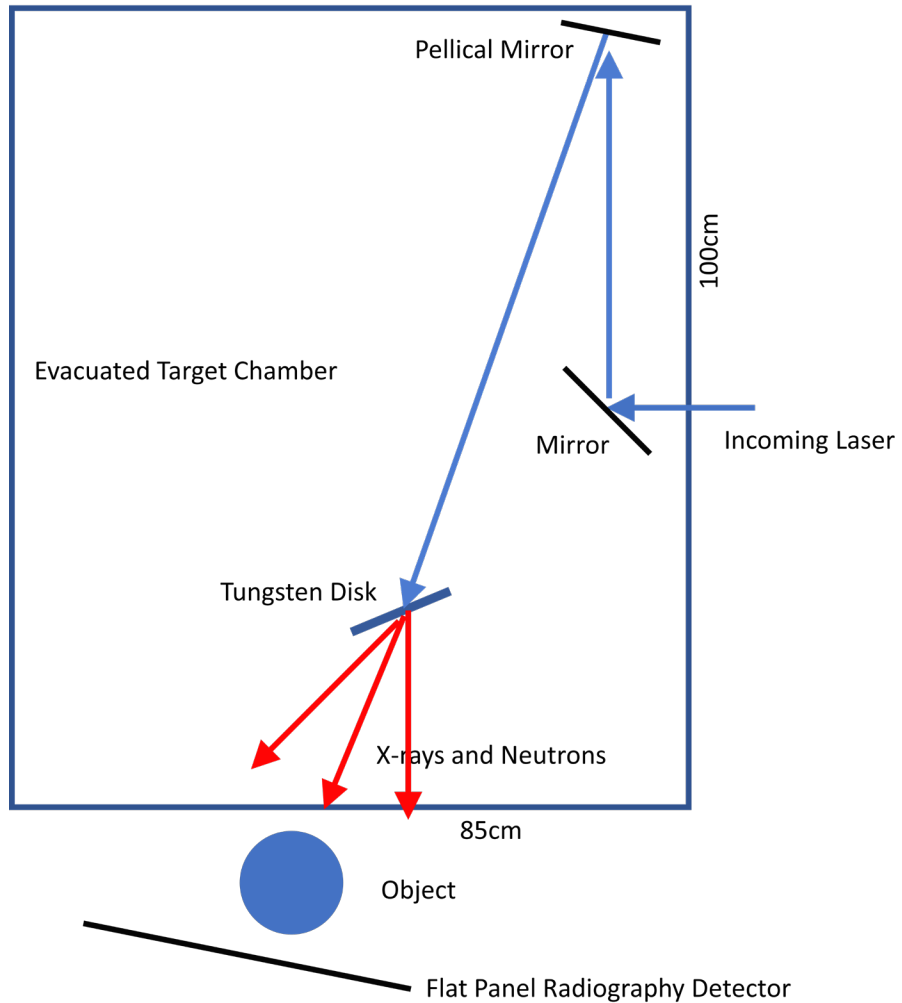 Pellical Mirror
100cm
Evacuated Target Chamber
Mirror
Incoming Laser
Tungsten Disk
X-rays and Neutrons
85cm
Object
Flat Panel Radiography Detector